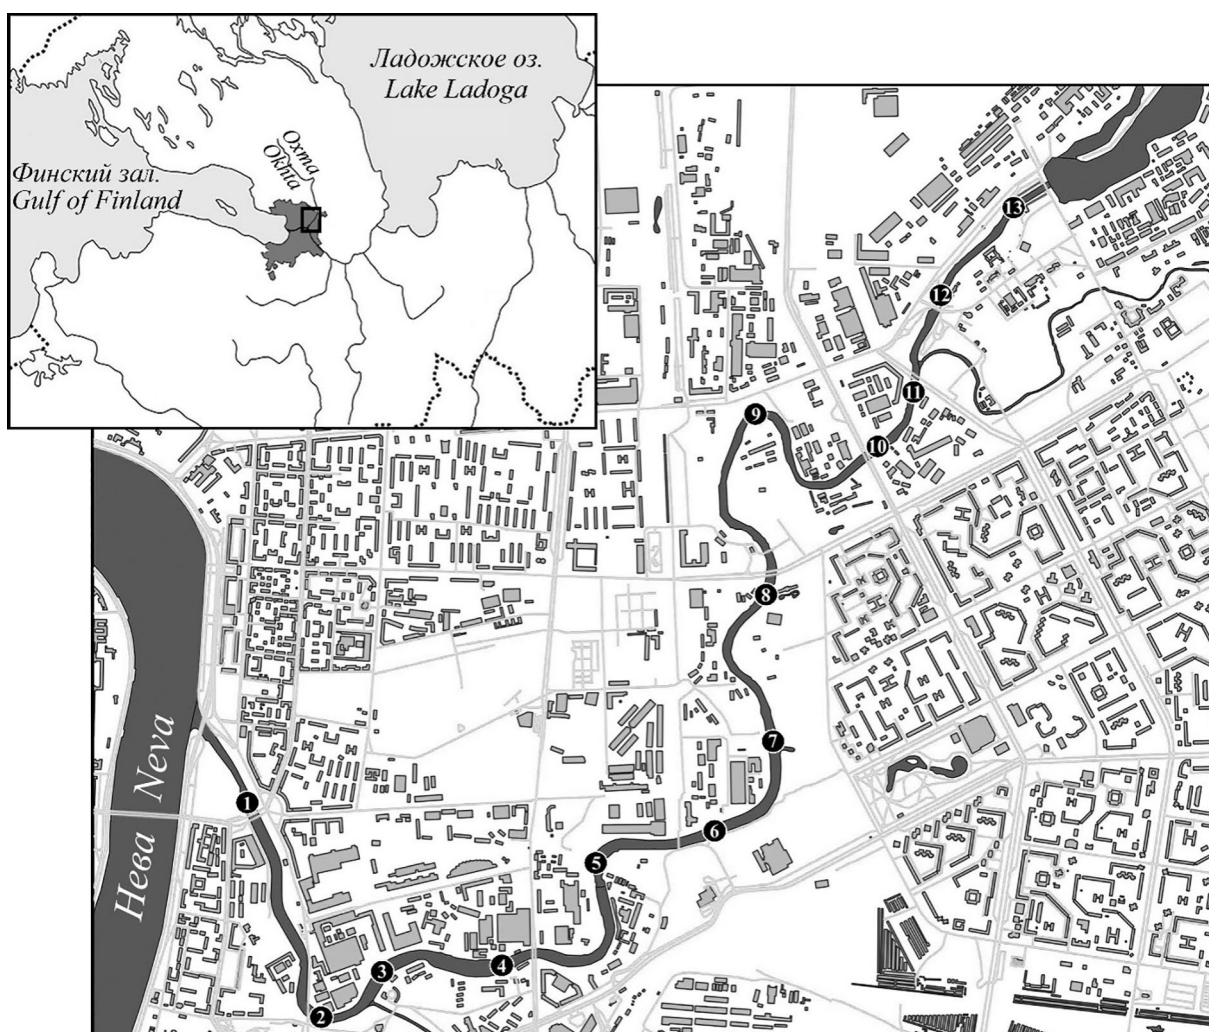 Ладожское оз.
Lake Ladoga
Охта
Okhta
Финский зал.
Gulf of Finland
Нева Neva
13
12
11
9
10
8
7
1
6
5
4
3
2